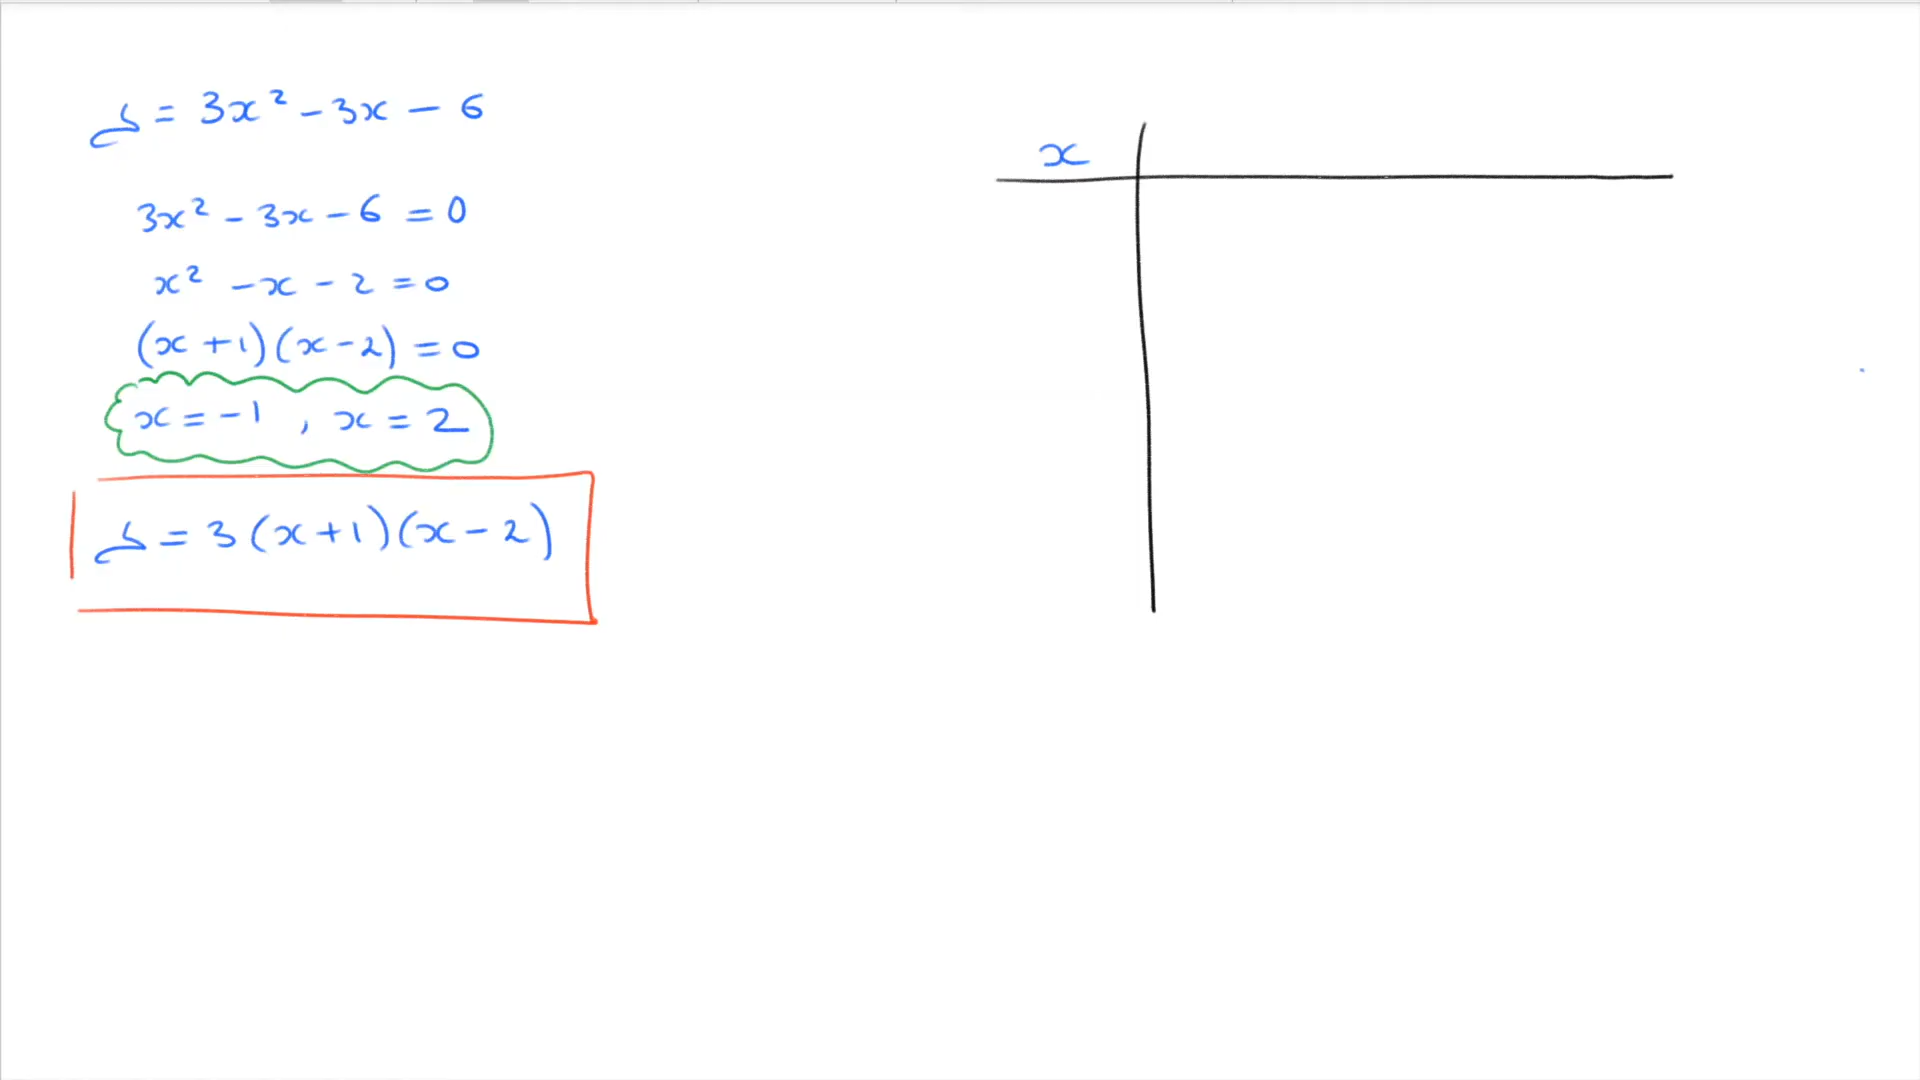 y = 3x² - 3x - 6
x
3x² - 3x - 6 = 0
x² - x - 2 = 0
(x + 1)(x - 2) = 0
x = -1 , x = 2
y = 3(x + 1)(x - 2)